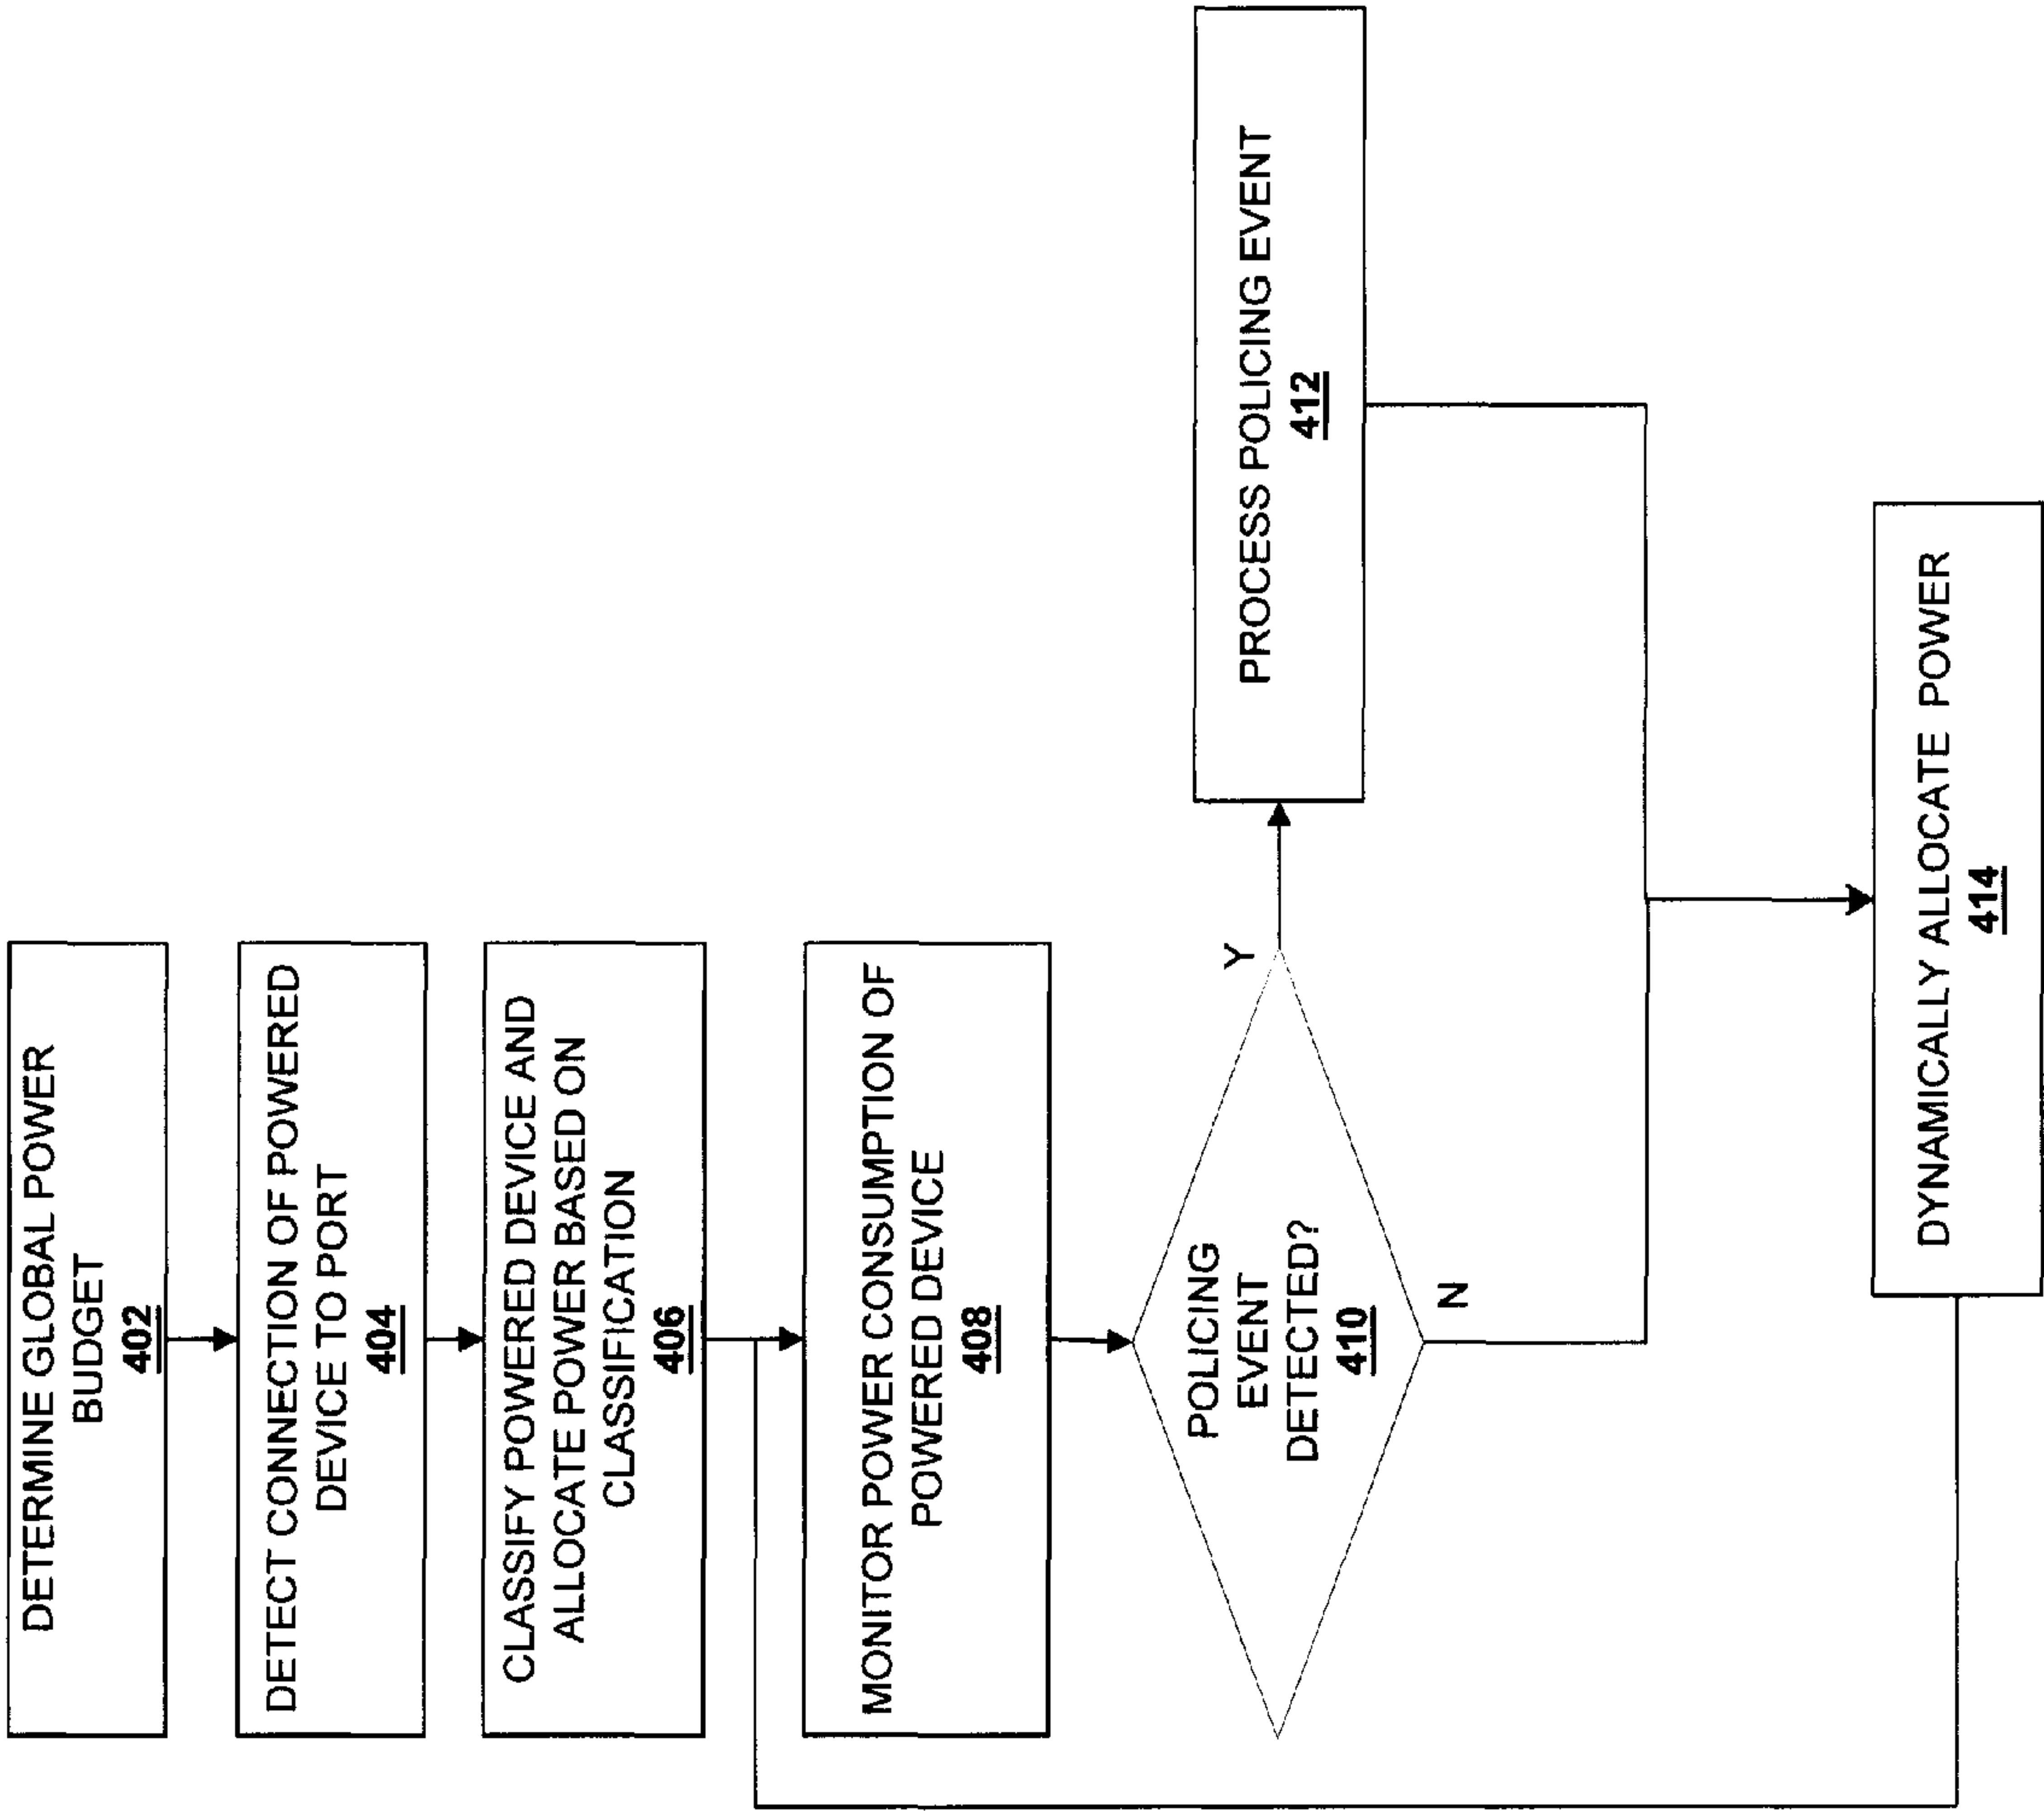 DETERMINE GLOBAL POWER
BUDGET
402
DETECT CONNECTION OF POWERED
DEVICE TO PORT
404
CLASSIFY POWERED DEVICE AND
ALLOCATE POWER BASED ON
CLASSIFICATION
406
MONITOR POWER CONSUMPTION OF
POWERED DEVICE
408
POLICING
EVENT
DETECTED?
410
Y
N
PROCESS POLICING EVENT
412
DYNAMICALLY ALLOCATE POWER
414